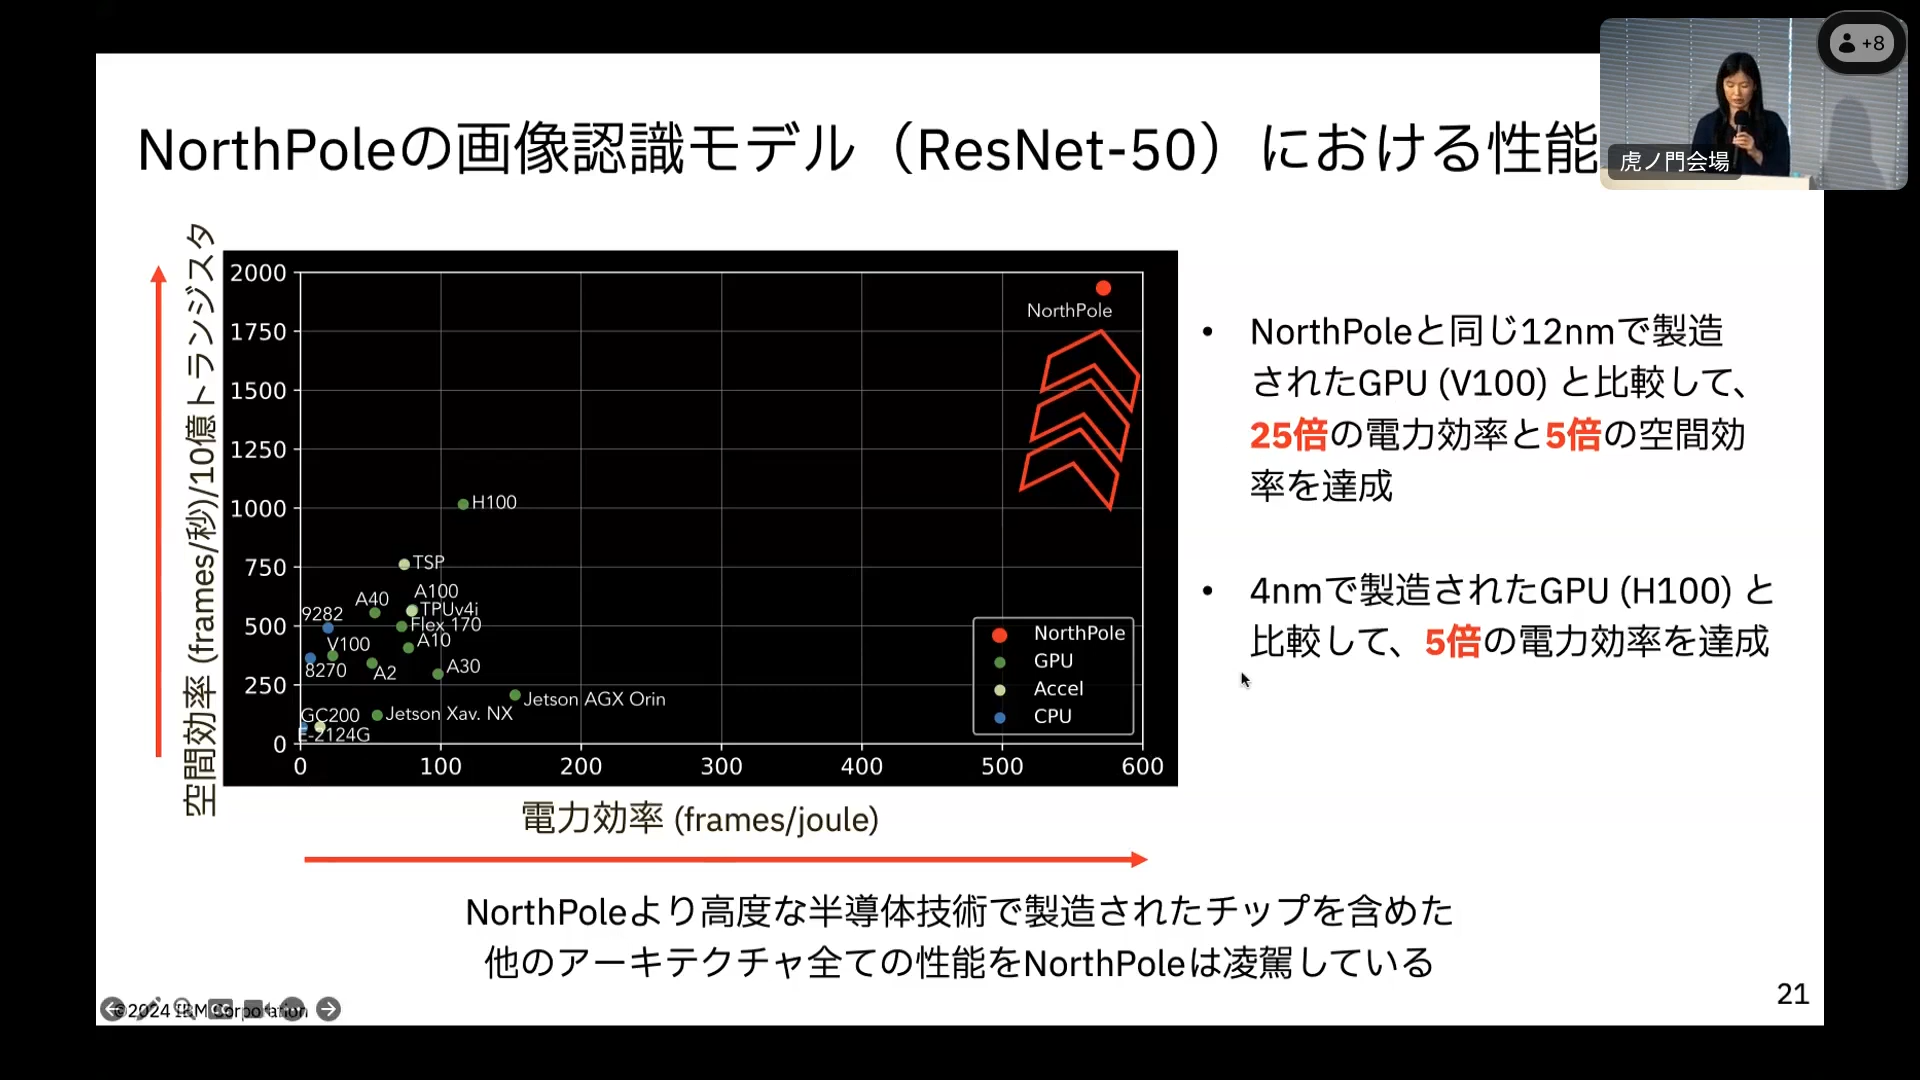 +8
虎ノ門会場
NorthPoleの画像認識モデル（ResNet-50）における性能
空間効率 (frames/秒)/10億トランジスタ
2000
1750
1500
1250
1000
750
500
250
0
0 100 200 300 400 500 600
NorthPole
H100
TSP
A100
A40
TPUv4i
9282
Flex 170
V100
A10
8270
A2
A30
Jetson AGX Orin
GC200
Jetson Xav. NX
E-2124G
NorthPole
GPU
Accel
CPU
電力効率 (frames/joule)
• NorthPoleと同じ12nmで製造
されたGPU (V100) と比較して、
25倍の電力効率と5倍の空間効
率を達成
• 4nmで製造されたGPU (H100) と
比較して、5倍の電力効率を達成
NorthPoleより高度な半導体技術で製造されたチップを含めた
他のアーキテクチャ全ての性能をNorthPoleは凌駕している
©2024 IBM Corporation
21